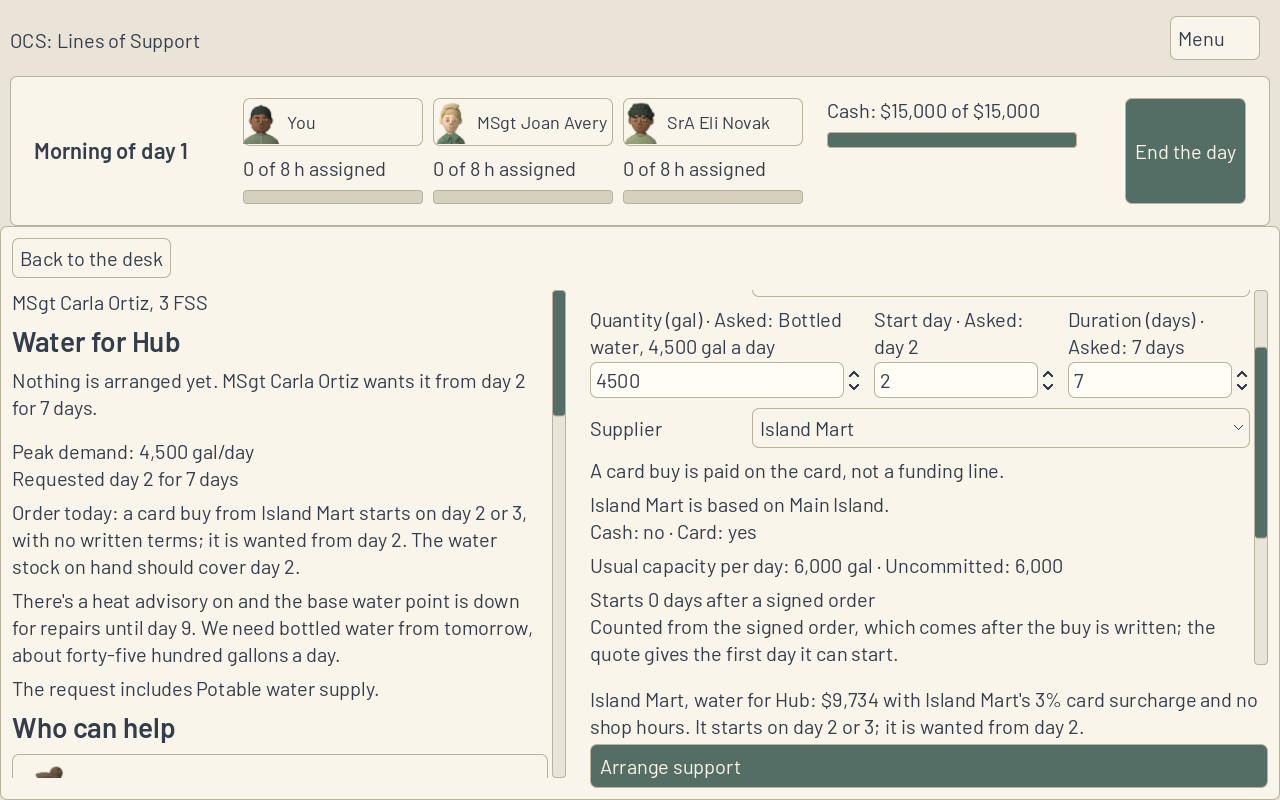 OCS: Lines of Support
Menu
Morning of day 1
You
MSgt Joan Avery
SrA Eli Novak
0 of 8 h assigned
0 of 8 h assigned
0 of 8 h assigned
Cash: $15,000 of $15,000
End the day
Back to the desk
MSgt Carla Ortiz, 3 FSS
Water for Hub
Nothing is arranged yet. MSgt Carla Ortiz wants it from day 2
for 7 days.
Peak demand: 4,500 gal/day
Requested day 2 for 7 days
Order today: a card buy from Island Mart starts on day 2 or 3,
with no written terms; it is wanted from day 2. The water
stock on hand should cover day 2.
There's a heat advisory on and the base water point is down
for repairs until day 9. We need bottled water from tomorrow,
about forty-five hundred gallons a day.
The request includes Potable water supply.
Who can help
Quantity (gal) · Asked: Bottled
water, 4,500 gal a day
4500
Start day · Asked:
day 2
2
Duration (days) ·
Asked: 7 days
7
Supplier
Island Mart
A card buy is paid on the card, not a funding line.
Island Mart is based on Main Island.
Cash: no · Card: yes
Usual capacity per day: 6,000 gal · Uncommitted: 6,000
Starts 0 days after a signed order
Counted from the signed order, which comes after the buy is written; the
quote gives the first day it can start.
Island Mart, water for Hub: $9,734 with Island Mart's 3% card surcharge and no
shop hours. It starts on day 2 or 3; it is wanted from day 2.
Arrange support